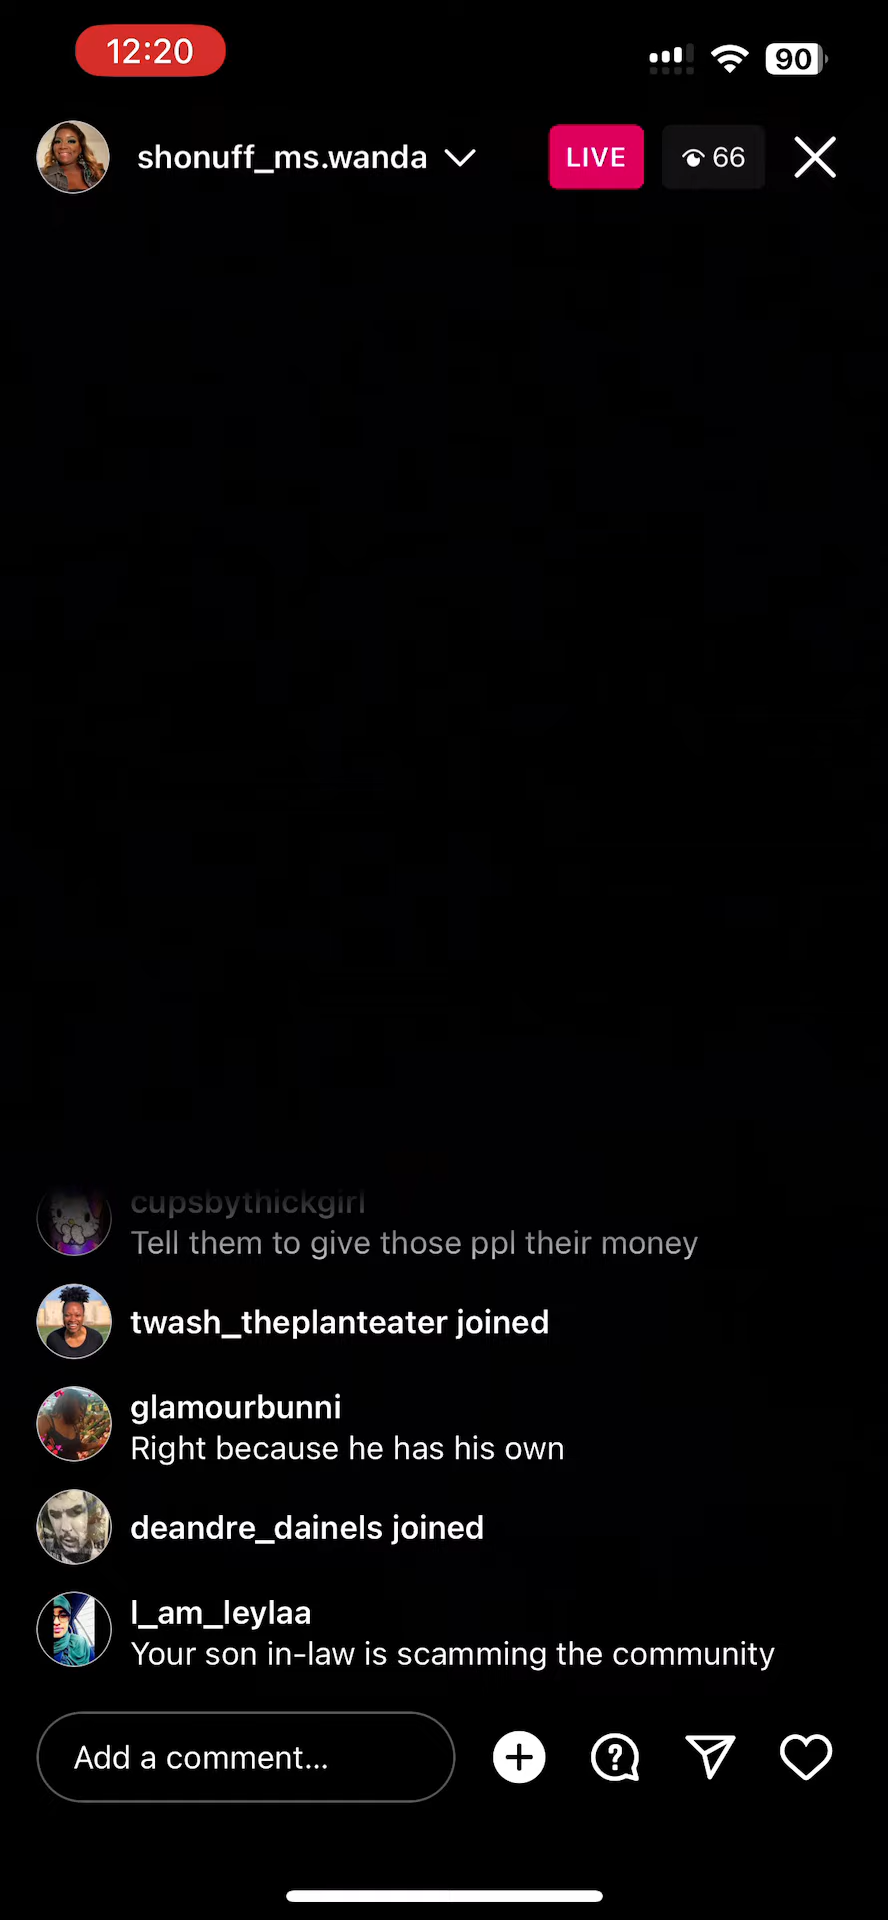 12:20
90
shonuff_ms.wanda
LIVE
66
cupsbythickgirl
Tell them to give those ppl their money
twash_theplanteater joined
glamourbunni
Right because he has his own
deandre_dainels joined
l_am_leylaa
Your son in-law is scamming the community
Add a comment...